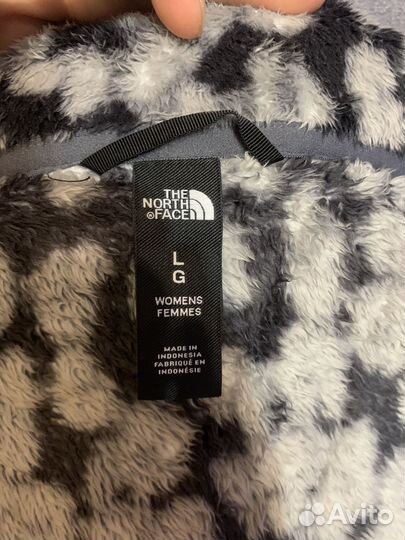 THE
NORTH
®FACE
L
G
WOMENS
FEMMES
MADE IN
INDONESIA
FABRIQUÉ EN
INDONÉSIE
Avito